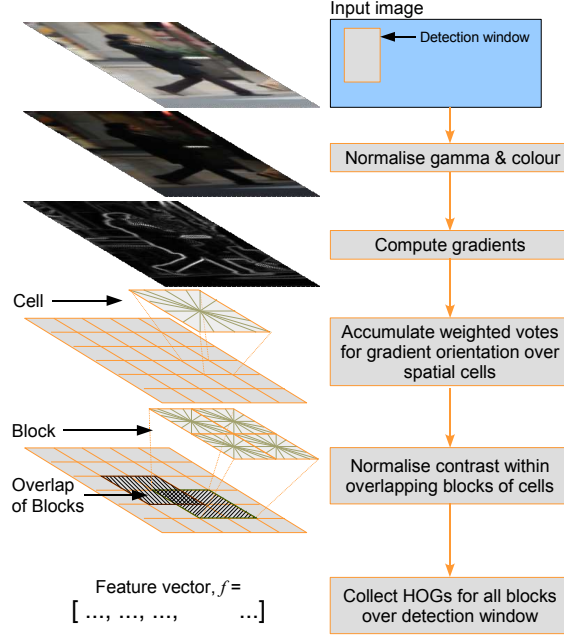 Input image
Detection window
Normalise gamma & colour
Compute gradients
Cell
Accumulate weighted votes
for gradient orientation over
spatial cells
Block
Normalise contrast within
overlapping blocks of cells
Overlap
of Blocks
Feature vector, f =
[ ..., ..., ..., ...]
Collect HOGs for all blocks
over detection window